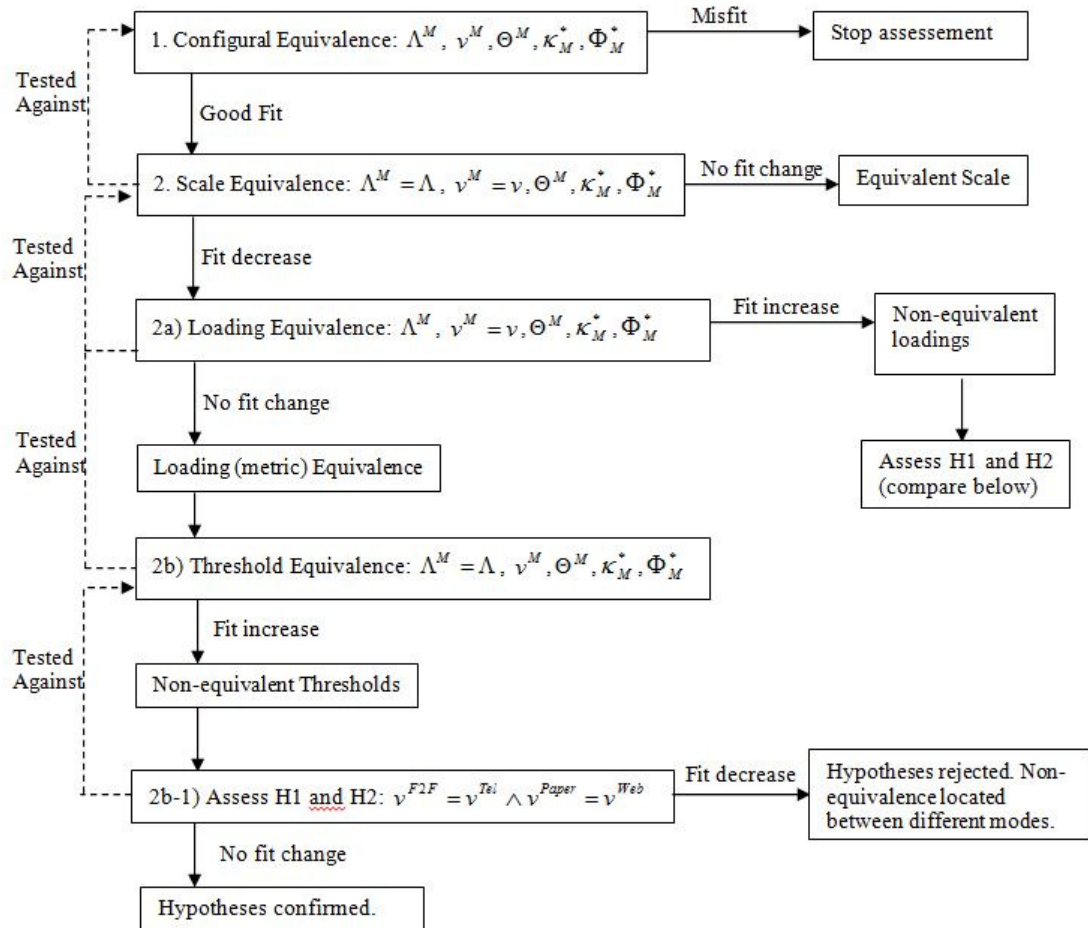 Misfit
1. Configural Equivalence: Λ^M, ν^M, Θ^M, κ*_M, Φ*_M
Stop assessement
Tested
Against
Good Fit
2. Scale Equivalence: Λ^M = Λ, ν^M = ν, Θ^M, κ*_M, Φ*_M
No fit change
Equivalent Scale
Tested
Against
Fit decrease
2a) Loading Equivalence: Λ^M, ν^M = ν, Θ^M, κ*_M, Φ*_M
Fit increase
Non-equivalent
loadings
No fit change
Tested
Against
Loading (metric) Equivalence
Assess H1 and H2
(compare below)
2b) Threshold Equivalence: Λ^M = Λ, ν^M, Θ^M, κ*_M, Φ*_M
Fit increase
Tested
Against
Non-equivalent Thresholds
2b-1) Assess H1 and H2: ν^F2F = ν^Tel ∧ ν^Paper = ν^Web
Fit decrease
Hypotheses rejected. Non-
equivalence located
between different modes.
No fit change
Hypotheses confirmed.